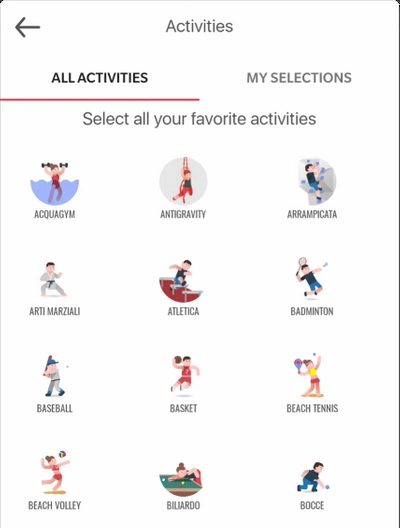 Activities
ALL ACTIVITIES
MY SELECTIONS
Select all your favorite activities
ACQUAGYM
ANTIGRAVITY
ARRAMPICATA
ARTI MARZIALI
ATLETICA
BADMINTON
BASEBALL
BASKET
BEACH TENNIS
BEACH VOLLEY
BILIARDO
BOCCE